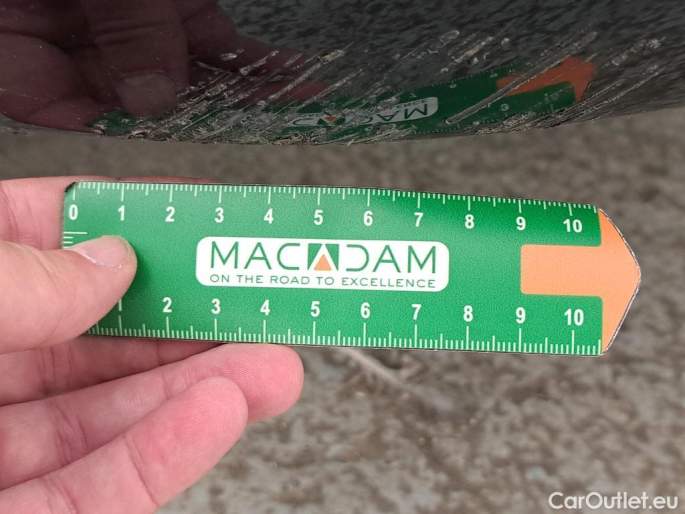 0 1 2 3 4 5 6 7 8 9 10
MACADAM
ON THE ROAD TO EXCELLENCE
1 2 3 4 5 6 7 8 9 10
CarOutlet.eu